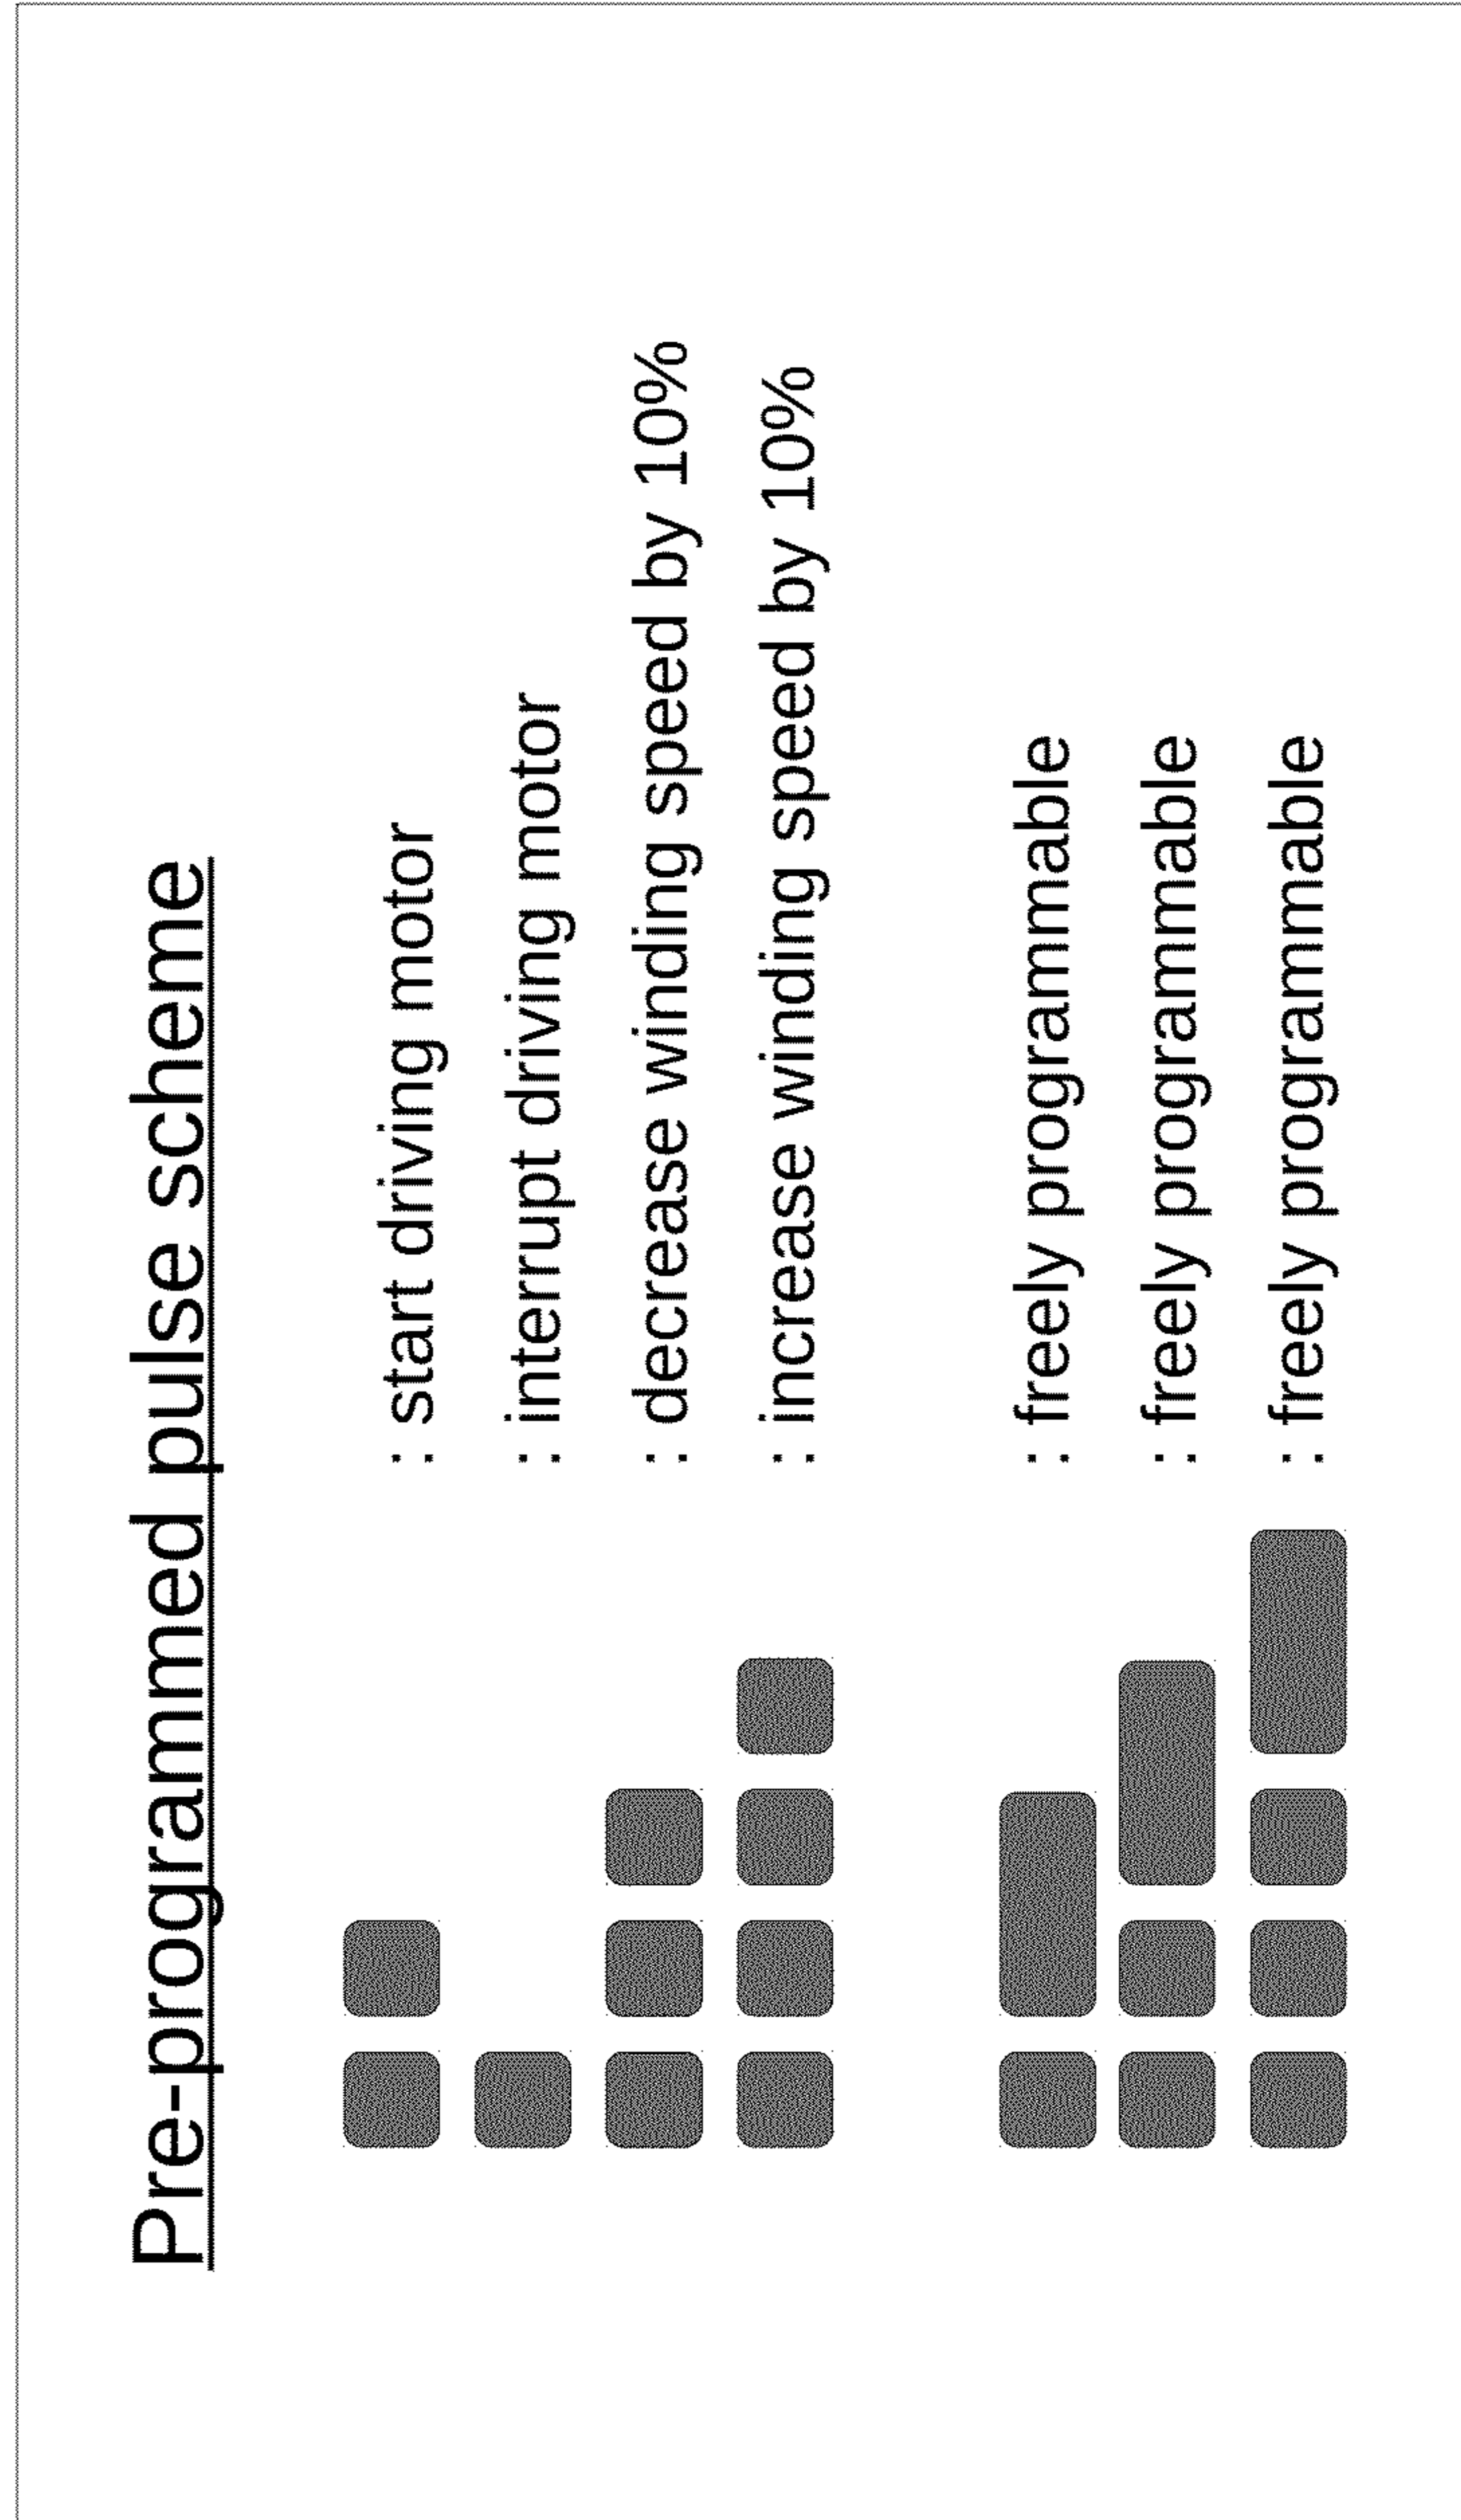 Pre-programmed pulse scheme
: start driving motor
: interrupt driving motor
: decrease winding speed by 10%
: increase winding speed by 10%
: freely programmable
: freely programmable
: freely programmable